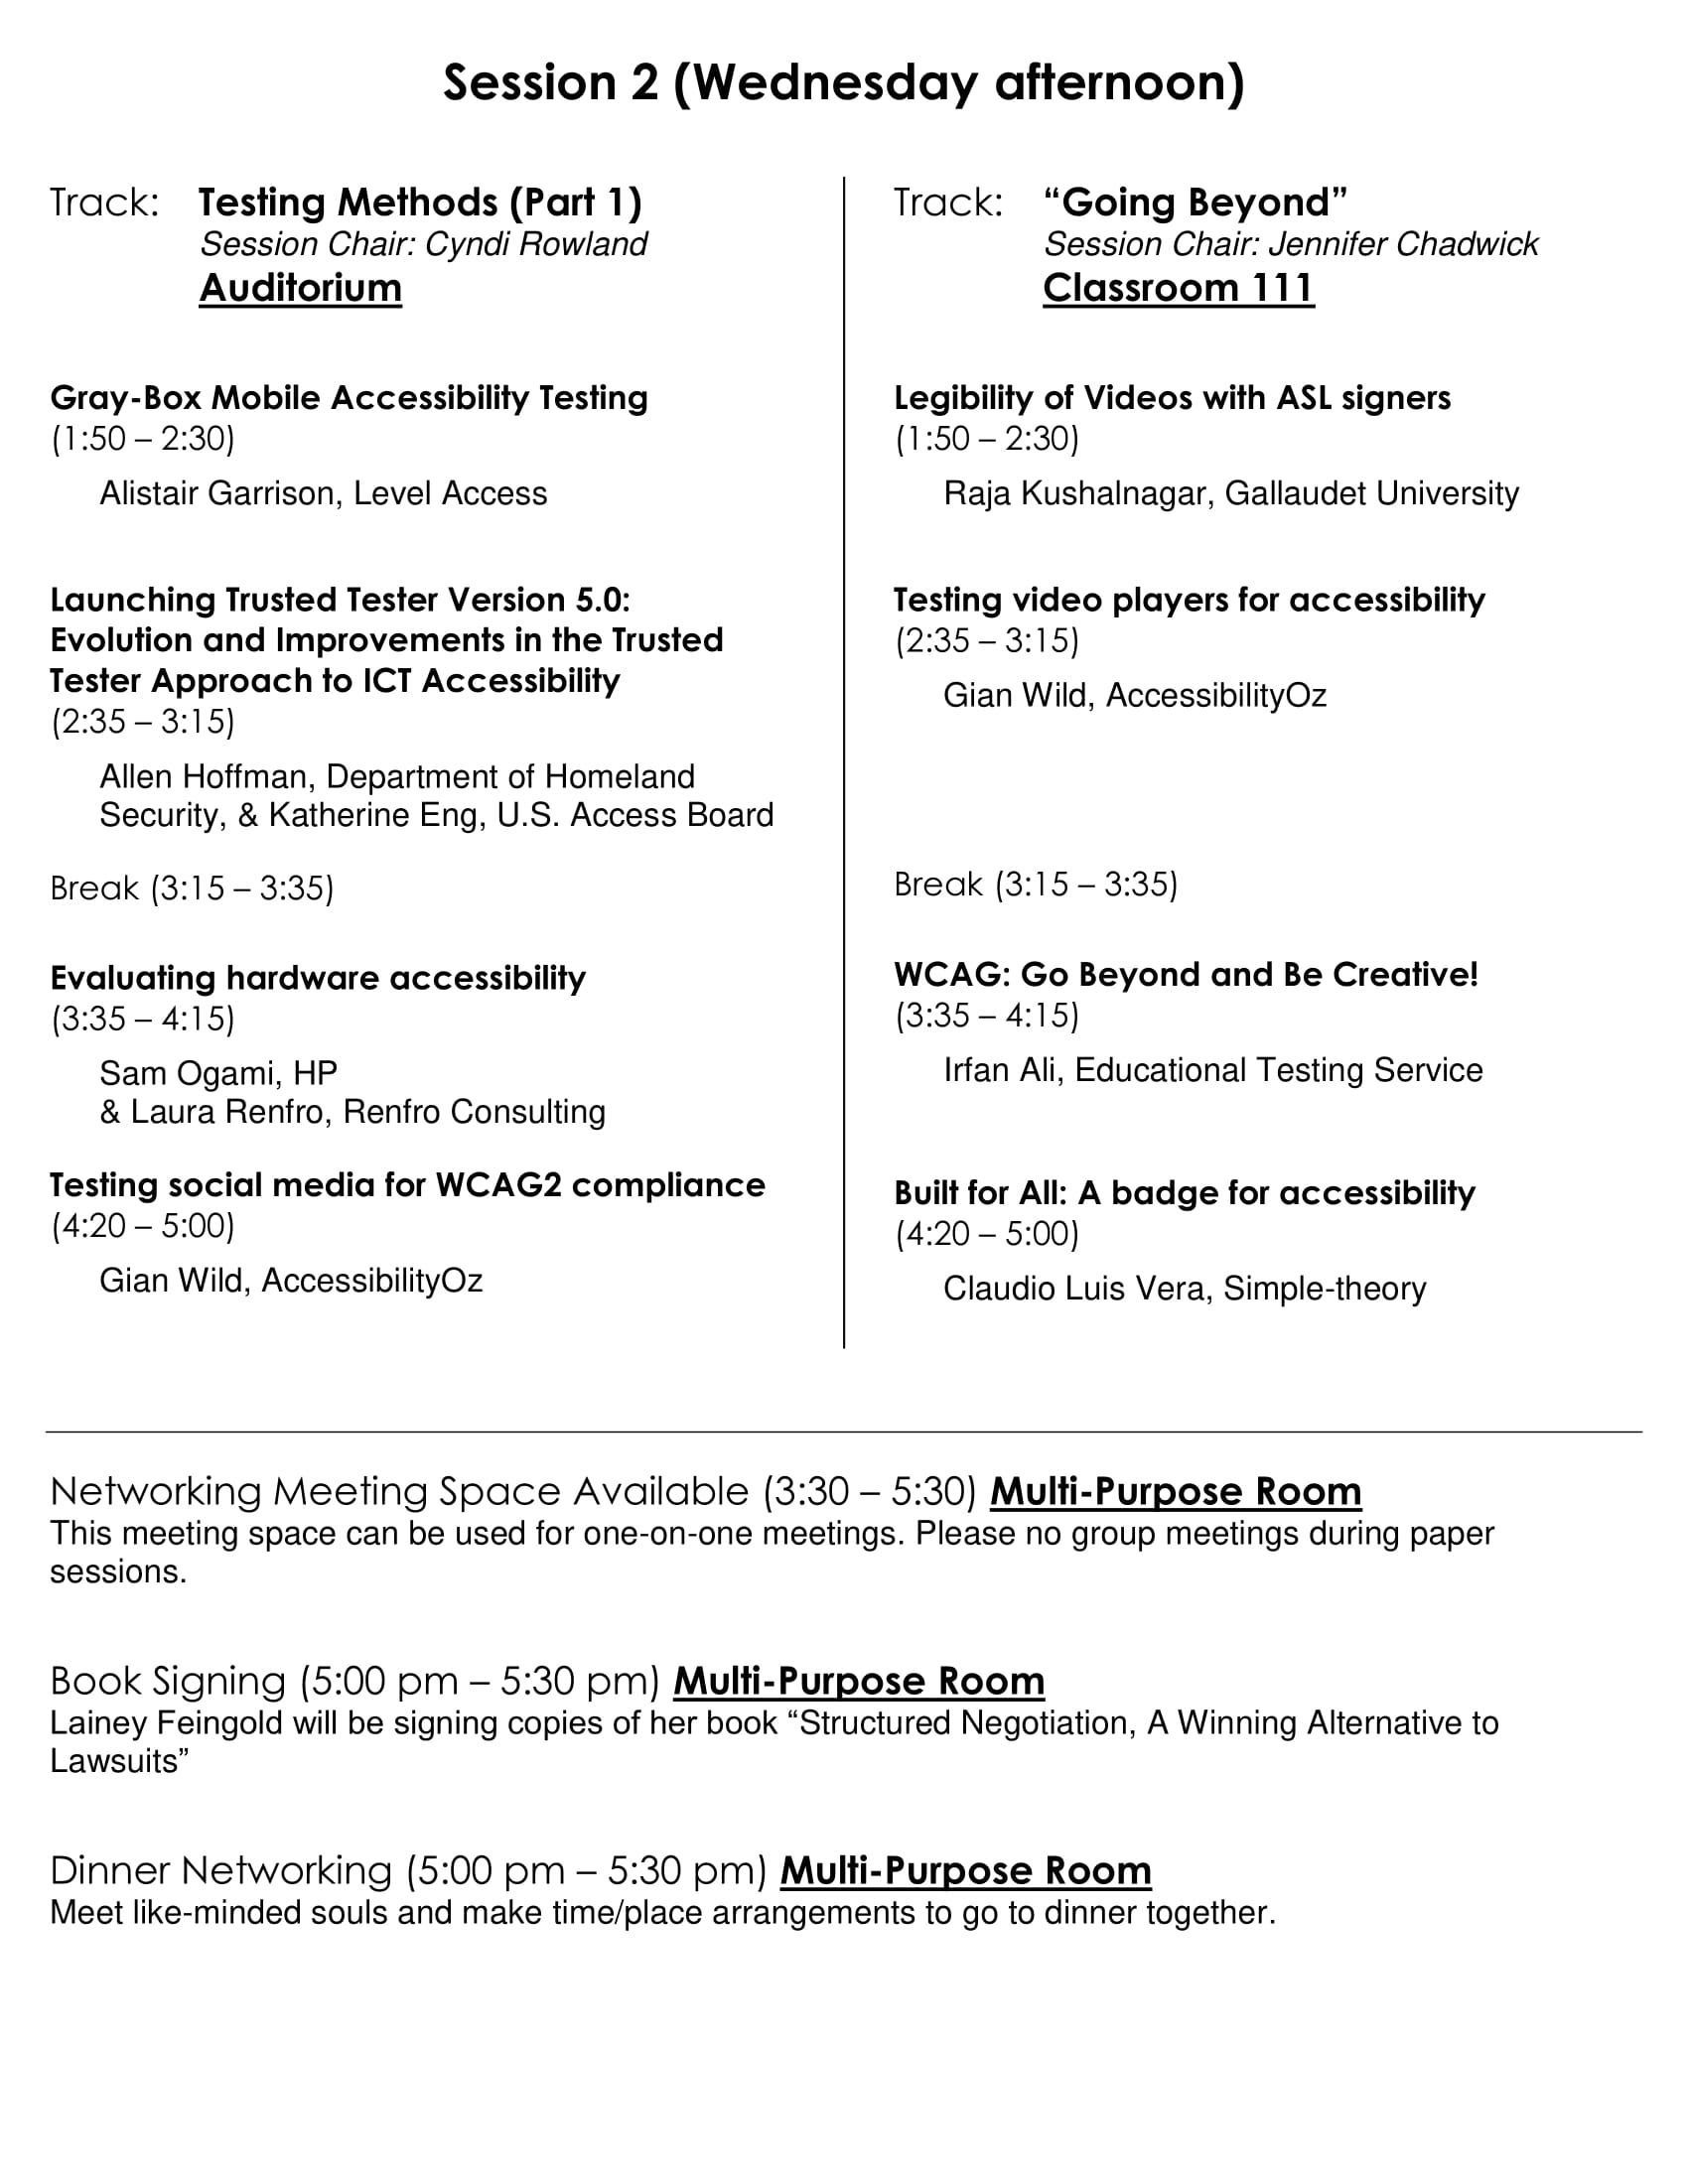 Session 2 (Wednesday afternoon)
Track: Testing Methods (Part 1)
Session Chair: Cyndi Rowland
Auditorium
Gray-Box Mobile Accessibility Testing
(1:50 – 2:30)
Alistair Garrison, Level Access
Launching Trusted Tester Version 5.0:
Evolution and Improvements in the Trusted
Tester Approach to ICT Accessibility
(2:35 – 3:15)
Allen Hoffman, Department of Homeland
Security, & Katherine Eng, U.S. Access Board
Break (3:15 – 3:35)
Evaluating hardware accessibility
(3:35 – 4:15)
Sam Ogami, HP
& Laura Renfro, Renfro Consulting
Testing social media for WCAG2 compliance
(4:20 – 5:00)
Gian Wild, AccessibilityOz
Track: “Going Beyond”
Session Chair: Jennifer Chadwick
Classroom 111
Legibility of Videos with ASL signers
(1:50 – 2:30)
Raja Kushalnagar, Gallaudet University
Testing video players for accessibility
(2:35 – 3:15)
Gian Wild, AccessibilityOz
Break (3:15 – 3:35)
WCAG: Go Beyond and Be Creative!
(3:35 – 4:15)
Irfan Ali, Educational Testing Service
Built for All: A badge for accessibility
(4:20 – 5:00)
Claudio Luis Vera, Simple-theory
Networking Meeting Space Available (3:30 – 5:30) Multi-Purpose Room
This meeting space can be used for one-on-one meetings. Please no group meetings during paper
sessions.
Book Signing (5:00 pm – 5:30 pm) Multi-Purpose Room
Lainey Feingold will be signing copies of her book “Structured Negotiation, A Winning Alternative to
Lawsuits”
Dinner Networking (5:00 pm – 5:30 pm) Multi-Purpose Room
Meet like-minded souls and make time/place arrangements to go to dinner together.